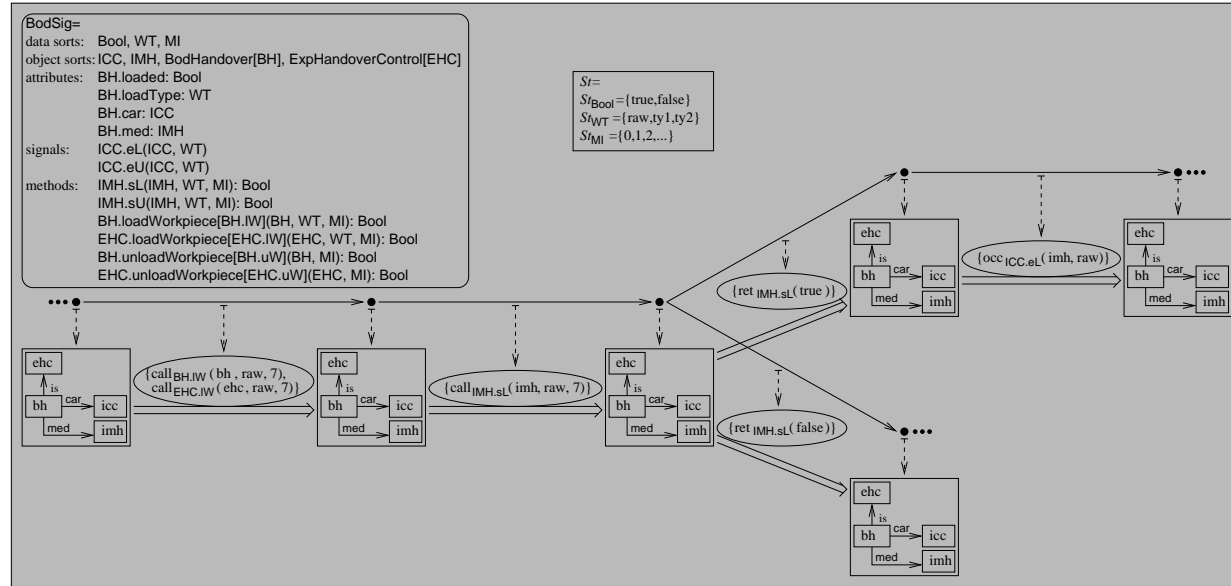 BodSig=
data sorts: Bool, WT, MI
object sorts: ICC, IMH, BodHandover[BH], ExpHandoverControl[EHC]
attributes: BH.loaded: Bool
BH.loadType: WT
BH.car: ICC
BH.med: IMH
signals: ICC.eL(ICC, WT)
ICC.eU(ICC, WT)
methods: IMH.sL(IMH, WT, MI): Bool
IMH.sU(IMH, WT, MI): Bool
BH.loadWorkpiece[BH.lW](BH, WT, MI): Bool
EHC.loadWorkpiece[EHC.lW](EHC, WT, MI): Bool
BH.unloadWorkpiece[BH.uW](BH, MI): Bool
EHC.unloadWorkpiece[EHC.uW](EHC, MI): Bool
St=
StBool={true,false}
StWT={raw,ty1,ty2}
StMI={0,1,2,...}
ehc
is
bh car icc
med imh
{callBH.lW(bh, raw, 7),
callEHC.lW(ehc, raw, 7)}
ehc
is
bh car icc
med imh
{callIMH.sL(imh, raw, 7)}
ehc
is
bh car icc
med imh
{ret IMH.sL(true)}
ehc
is
bh car icc
med imh
{occ ICC.eL(imh, raw)}
ehc
is
bh car icc
med imh
{ret IMH.sL(false)}
ehc
is
bh car icc
med imh